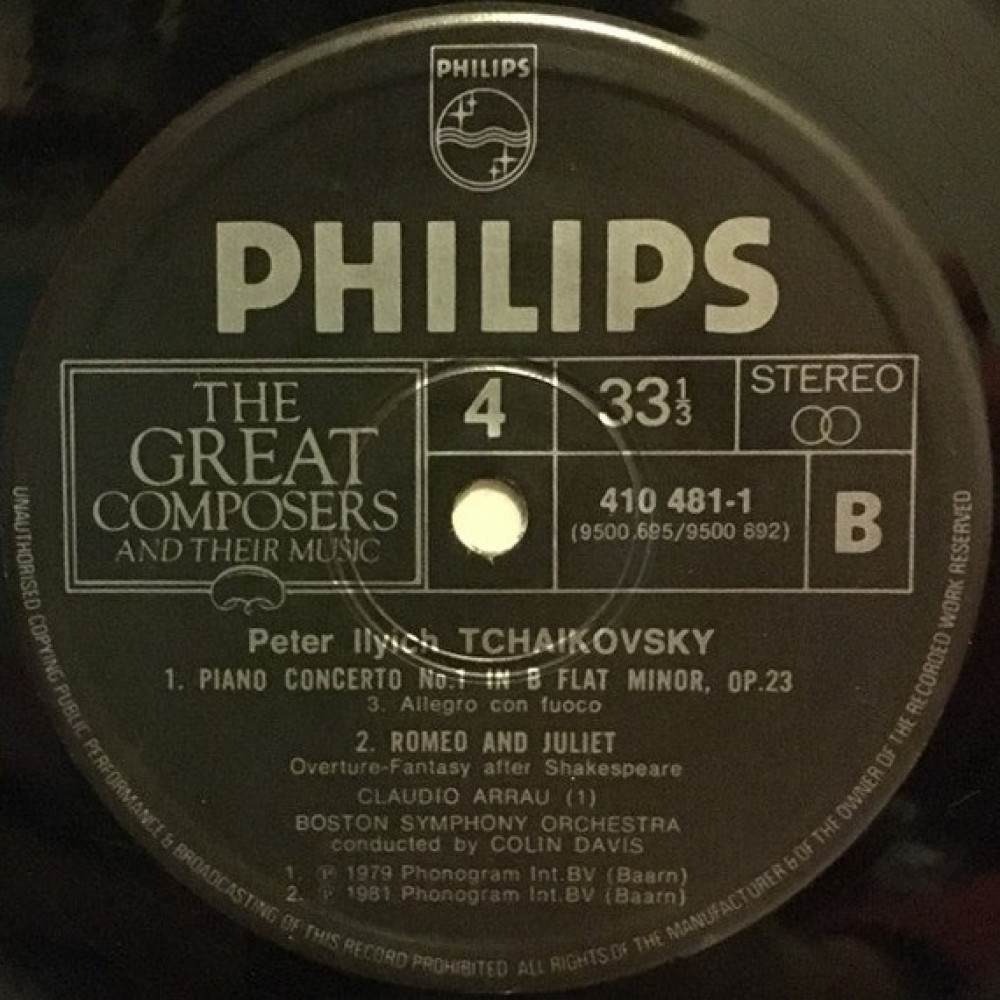 PHILIPS
PHILIPS
THE
GREAT
COMPOSERS
AND THEIR MUSIC
4
33⅓
STEREO
410 481-1
(9500 695/9500 892)
B
Peter Ilyich TCHAIKOVSKY
1. PIANO CONCERTO No.1 IN B FLAT MINOR, OP.23
3. Allegro con fuoco
2. ROMEO AND JULIET
Overture-Fantasy after Shakespeare
CLAUDIO ARRAU (1)
BOSTON SYMPHONY ORCHESTRA
conducted by COLIN DAVIS
1. ℗ 1979 Phonogram Int.BV (Baarn)
2. ℗ 1981 Phonogram Int.BV (Baarn)
UNAUTHORISED COPYING PUBLIC PERFORMANCE & BROADCASTING OF THIS RECORD PROHIBITED ALL RIGHTS OF THE MANUFACTURER & OF THE OWNER OF THE RECORDED WORK RESERVED